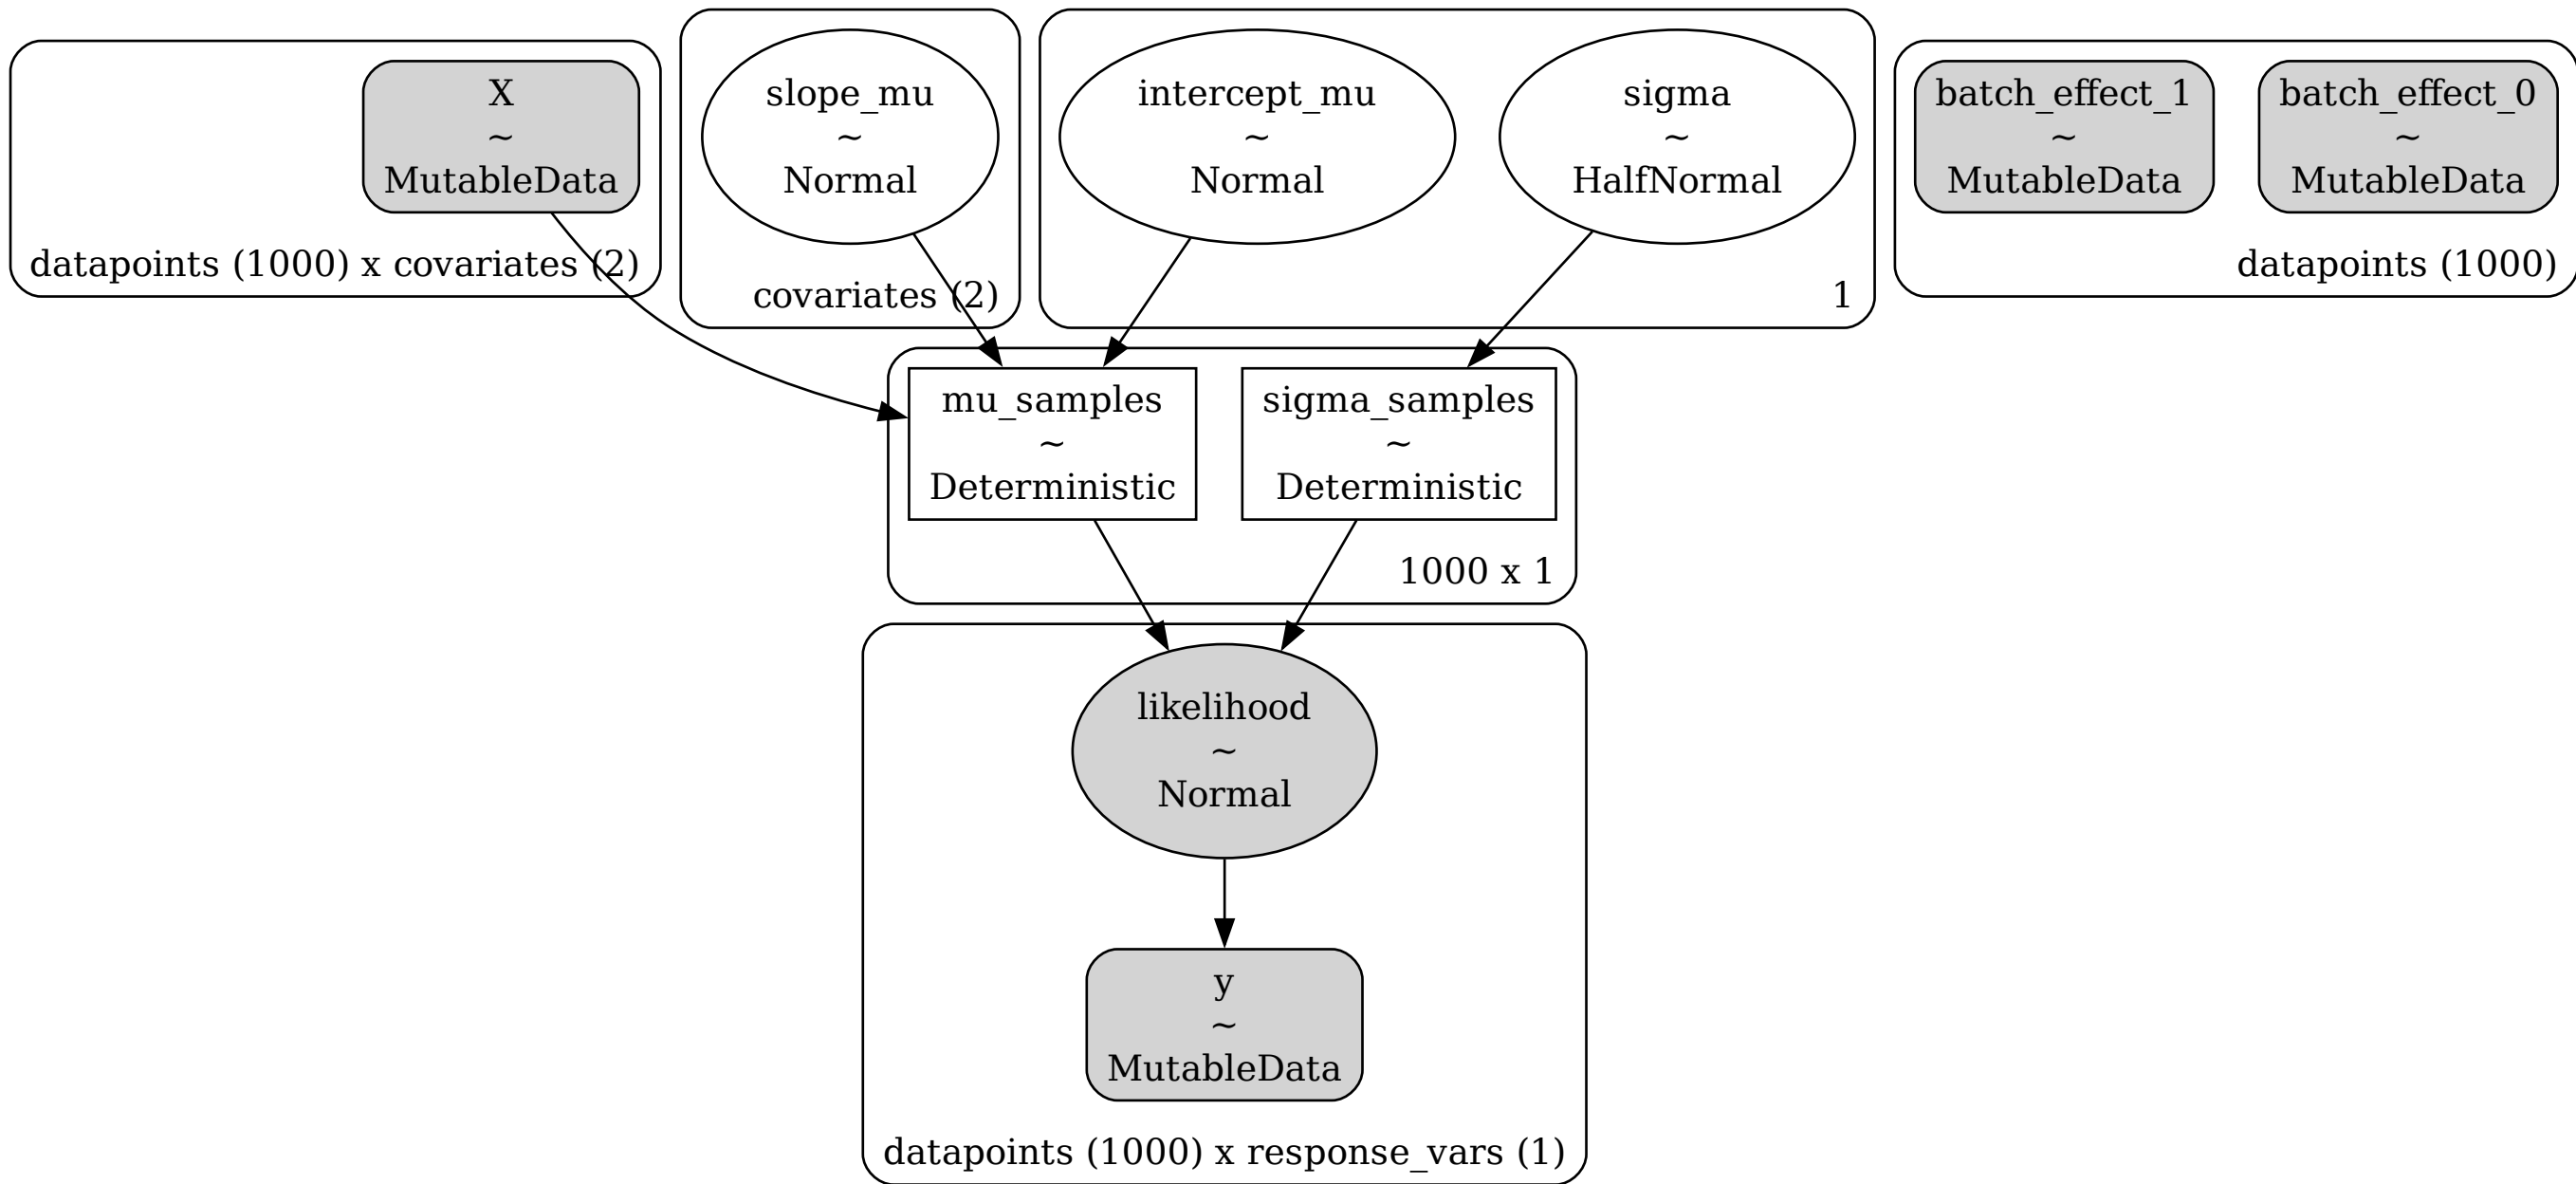 X
~
MutableData
datapoints (1000) x covariates (2)
slope_mu
~
Normal
covariates (2)
intercept_mu
~
Normal
sigma
~
HalfNormal
1
batch_effect_1
~
MutableData
batch_effect_0
~
MutableData
datapoints (1000)
mu_samples
~
Deterministic
sigma_samples
~
Deterministic
1000 x 1
likelihood
~
Normal
y
~
MutableData
datapoints (1000) x response_vars (1)